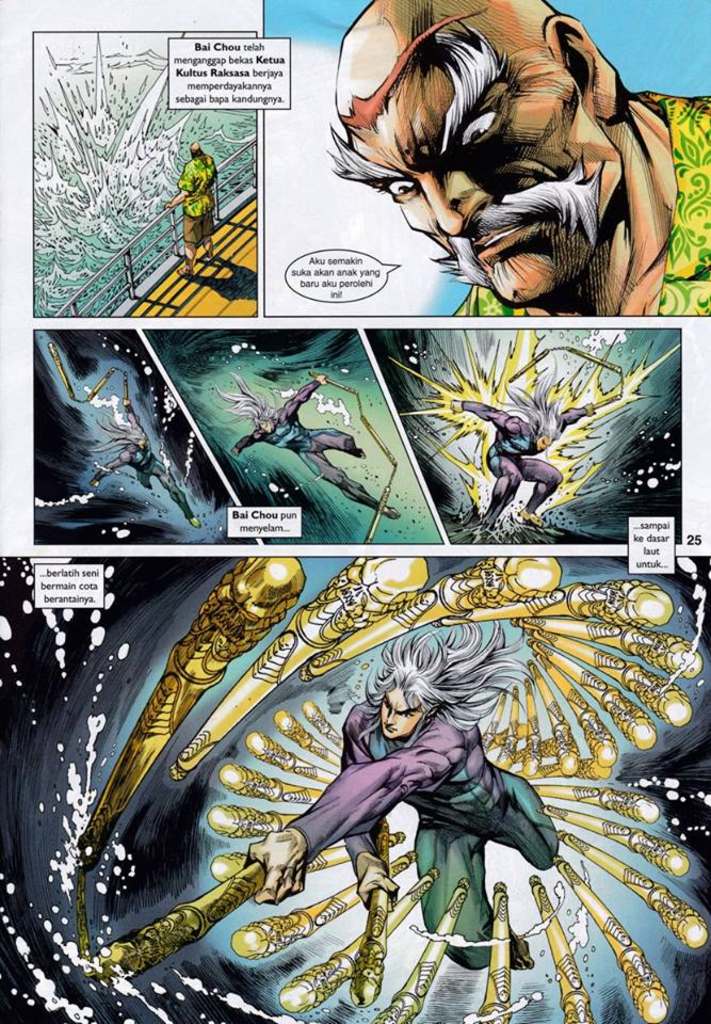 Bai Chou telah
menganggap bekas Ketua
Kultus Raksasa berjaya
memperdayakannya
sebagai bapa kandungnya.
Aku semakin
suka akan anak yang
baru aku perolehi
ini!
Bai Chou pun
menyelam...
...sampai
ke dasar
laut
untuk...
25
...berlatih seni
bermain cota
berantainya.